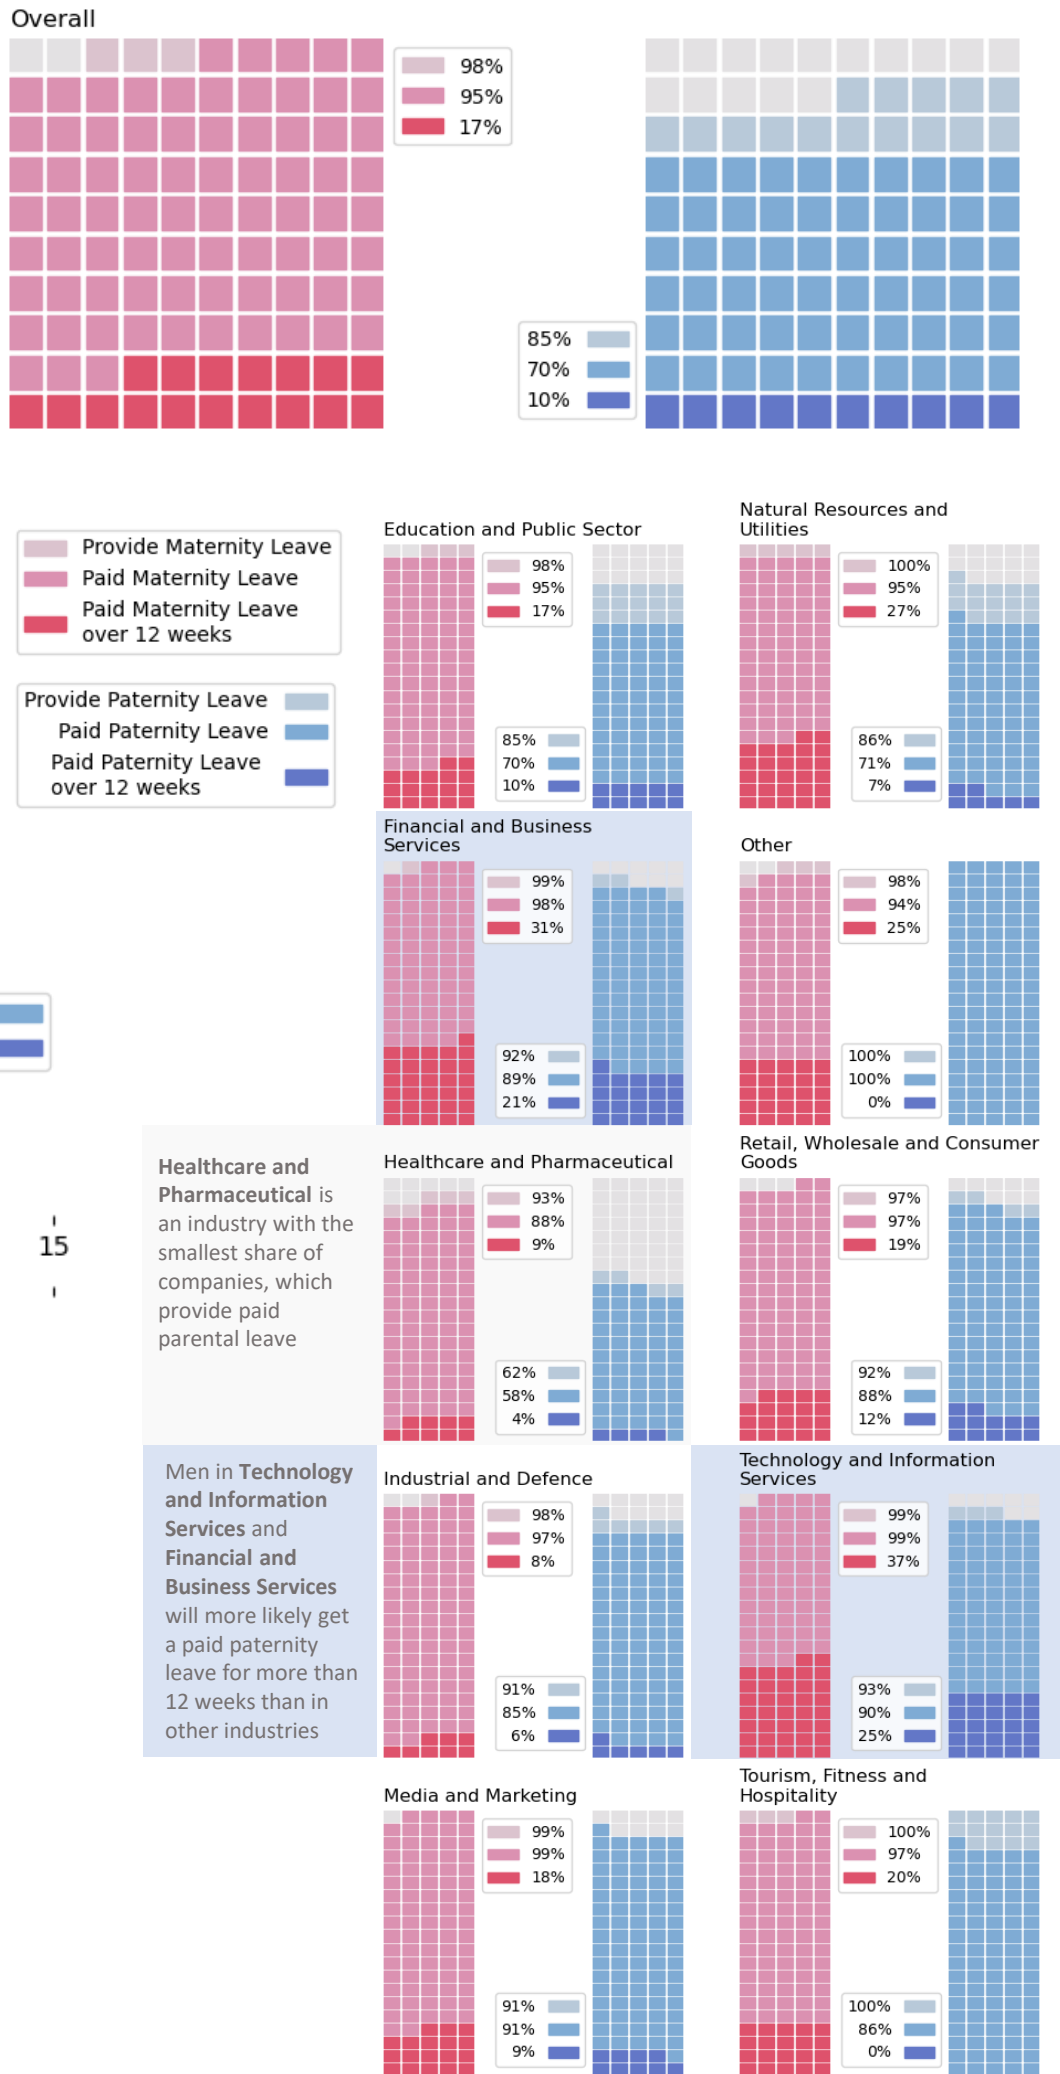 Overall
98%
95%
17%
85%
70%
10%
Provide Maternity Leave
Paid Maternity Leave
Paid Maternity Leave
over 12 weeks
Provide Paternity Leave
Paid Paternity Leave
Paid Paternity Leave
over 12 weeks
Education and Public Sector
98%
95%
17%
85%
70%
10%
Natural Resources and
Utilities
100%
95%
27%
86%
71%
7%
Financial and Business
Services
99%
98%
31%
92%
89%
21%
Other
98%
94%
25%
100%
100%
0%
15
Healthcare and
Pharmaceutical is
an industry with the
smallest share of
companies, which
provide paid
parental leave
Healthcare and Pharmaceutical
93%
88%
9%
62%
58%
4%
Retail, Wholesale and Consumer
Goods
97%
97%
19%
92%
88%
12%
Men in Technology
and Information
Services and
Financial and
Business Services
will more likely get
a paid paternity
leave for more than
12 weeks than in
other industries
Industrial and Defence
98%
97%
8%
91%
85%
6%
Technology and Information
Services
99%
99%
37%
93%
90%
25%
Media and Marketing
99%
99%
18%
91%
91%
9%
Tourism, Fitness and
Hospitality
100%
97%
20%
100%
86%
0%